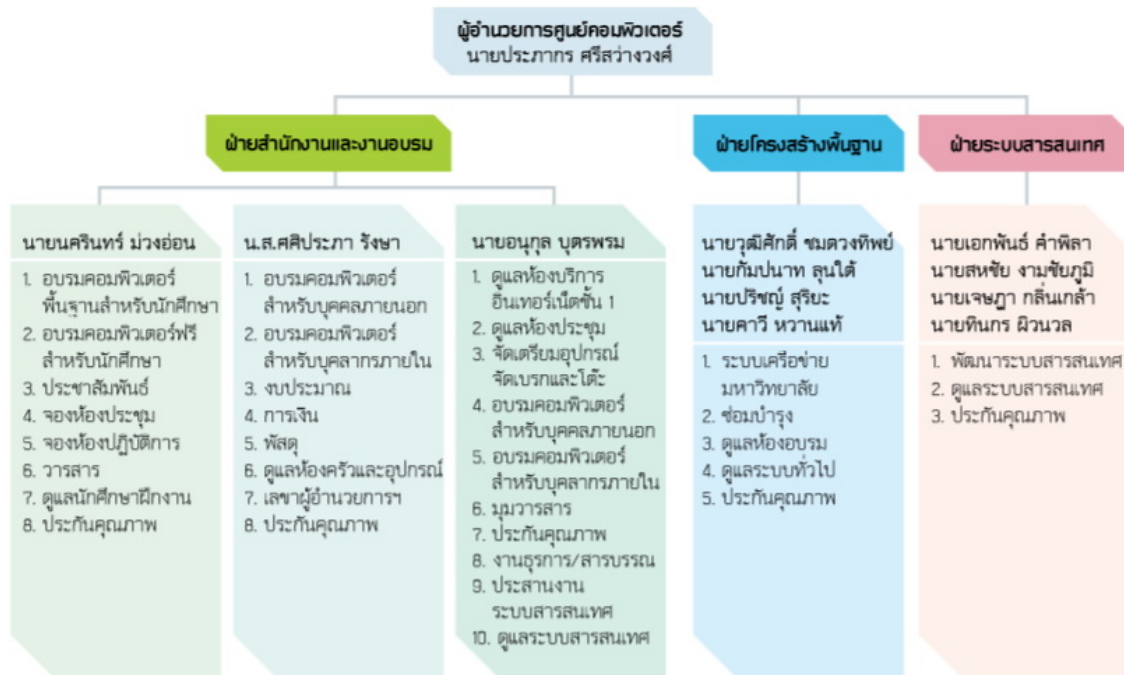 ผู้อำนวยการศูนย์คอมพิวเตอร์
นายประภากร ศรีสว่างวงศ์
ฝ่ายสำนักงานและงานอบรม
ฝ่ายโครงสร้างพื้นฐาน
ฝ่ายระบบสารสนเทศ
นายนครินทร์ ม่วงอ่อน
1. อบรมคอมพิวเตอร์
พื้นฐานสำหรับนักศึกษา
2. อบรมคอมพิวเตอร์ฟรี
สำหรับนักศึกษา
3. ประชาสัมพันธ์
4. จองห้องประชุม
5. จองห้องปฏิบัติการ
6. วารสาร
7. ดูแลนักศึกษาฝึกงาน
8. ประกันคุณภาพ
น.ส.ศศิประภา รังษา
1. อบรมคอมพิวเตอร์
สำหรับบุคคลภายนอก
2. อบรมคอมพิวเตอร์
สำหรับบุคลากรภายใน
3. งบประมาณ
4. การเงิน
5. พัสดุ
6. ดูแลห้องครัวและอุปกรณ์
7. เลขาผู้อำนวยการฯ
8. ประกันคุณภาพ
นายอนุกุล บุตรพรม
1. ดูแลห้องบริการ
อินเทอร์เน็ตชั้น 1
2. ดูแลห้องประชุม
3. จัดเตรียมอุปกรณ์
จัดเบรกและโต๊ะ
4. อบรมคอมพิวเตอร์
สำหรับบุคคลภายนอก
5. อบรมคอมพิวเตอร์
สำหรับบุคลากรภายใน
6. มุมวารสาร
7. ประกันคุณภาพ
8. งานธุรการ/สารบรรณ
9. ประสานงาน
ระบบสารสนเทศ
10. ดูแลระบบสารสนเทศ
นายวุฒิศักดิ์ ชมดวงทิพย์
นายกัมปนาท ลุนใต้
นายปริชญ์ สุริยะ
นายคาวี หวานแท้
1. ระบบเครือข่าย
มหาวิทยาลัย
2. ซ่อมบำรุง
3. ดูแลห้องอบรม
4. ดูแลระบบทั่วไป
5. ประกันคุณภาพ
นายเอกพันธ์ คำพิลา
นายสหชัย งามชัยภูมิ
นายเจษฎา กลิ่นเกล้า
นายทินกร ผิวนวล
1. พัฒนาระบบสารสนเทศ
2. ดูแลระบบสารสนเทศ
3. ประกันคุณภาพ